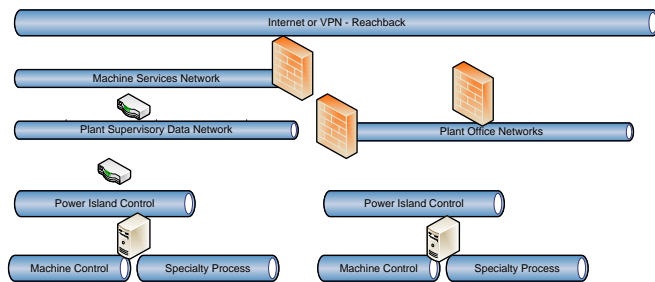 Internet or VPN - Reachback
Machine Services Network
Plant Supervisory Data Network
Plant Office Networks
Power Island Control
Power Island Control
Machine Control
Specialty Process
Machine Control
Specialty Process